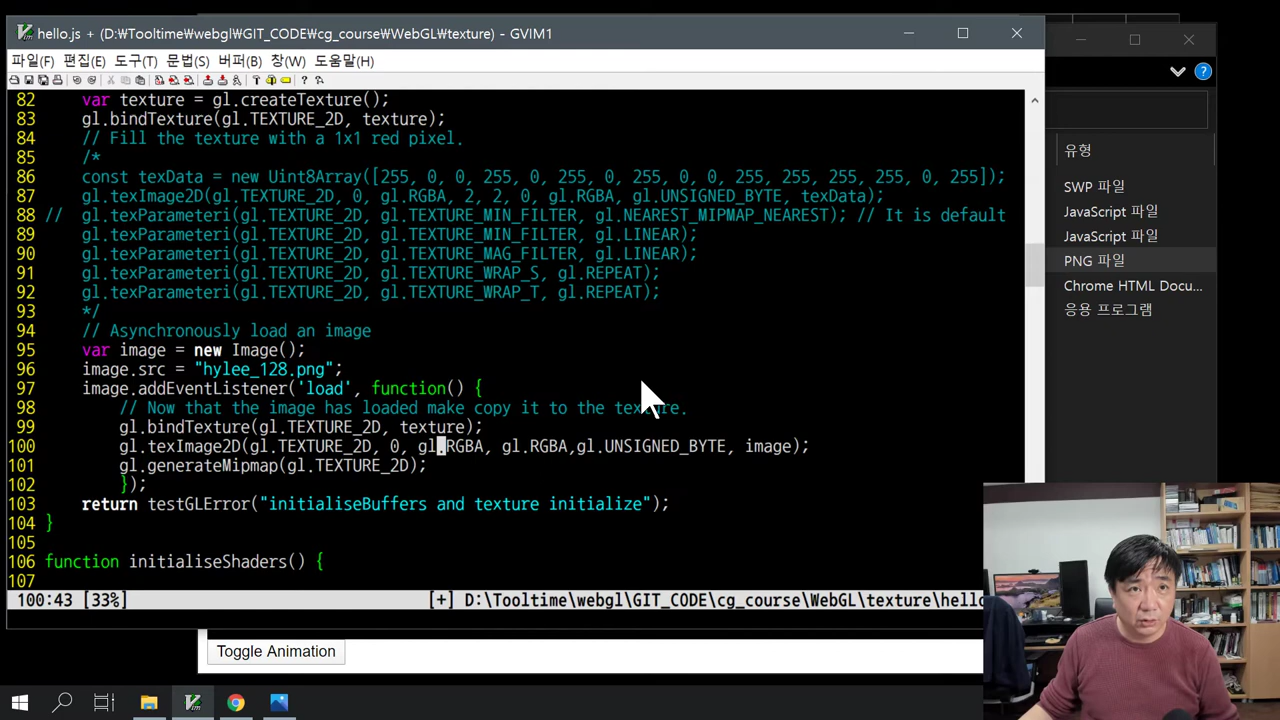 hello.js + (D:₩Tooltime₩webgl₩GIT_CODE₩cg_course₩WebGL₩texture) - GVIM1
파일(F) 편집(E) 도구(T) 문법(S) 버퍼(B) 창(W) 도움말(H)
82 var texture = gl.createTexture();
83 gl.bindTexture(gl.TEXTURE_2D, texture);
84 // Fill the texture with a 1x1 red pixel.
85 /*
86 const texData = new Uint8Array([255, 0, 0, 255, 0, 255, 0, 255, 0, 0, 255, 255, 255, 255, 0, 255]);
87 gl.texImage2D(gl.TEXTURE_2D, 0, gl.RGBA, 2, 2, 0, gl.RGBA, gl.UNSIGNED_BYTE, texData);
88 // gl.texParameteri(gl.TEXTURE_2D, gl.TEXTURE_MIN_FILTER, gl.NEAREST_MIPMAP_NEAREST); // It is default
89 gl.texParameteri(gl.TEXTURE_2D, gl.TEXTURE_MIN_FILTER, gl.LINEAR);
90 gl.texParameteri(gl.TEXTURE_2D, gl.TEXTURE_MAG_FILTER, gl.LINEAR);
91 gl.texParameteri(gl.TEXTURE_2D, gl.TEXTURE_WRAP_S, gl.REPEAT);
92 gl.texParameteri(gl.TEXTURE_2D, gl.TEXTURE_WRAP_T, gl.REPEAT);
93 */
94 // Asynchronously load an image
95 var image = new Image();
96 image.src = "hylee_128.png";
97 image.addEventListener('load', function() {
98 // Now that the image has loaded make copy it to the texture.
99 gl.bindTexture(gl.TEXTURE_2D, texture);
100 gl.texImage2D(gl.TEXTURE_2D, 0, gl.RGBA, gl.RGBA,gl.UNSIGNED_BYTE, image);
101 gl.generateMipmap(gl.TEXTURE_2D);
102 });
103 return testGLError("initialiseBuffers and texture initialize");
104 }
105
106 function initialiseShaders() {
107
100:43 [33%] [+] D:\Tooltime\webgl\GIT_CODE\cg_course\WebGL\texture\hello
유형
SWP 파일
JavaScript 파일
JavaScript 파일
PNG 파일
Chrome HTML Docu...
응용 프로그램
Toggle Animation